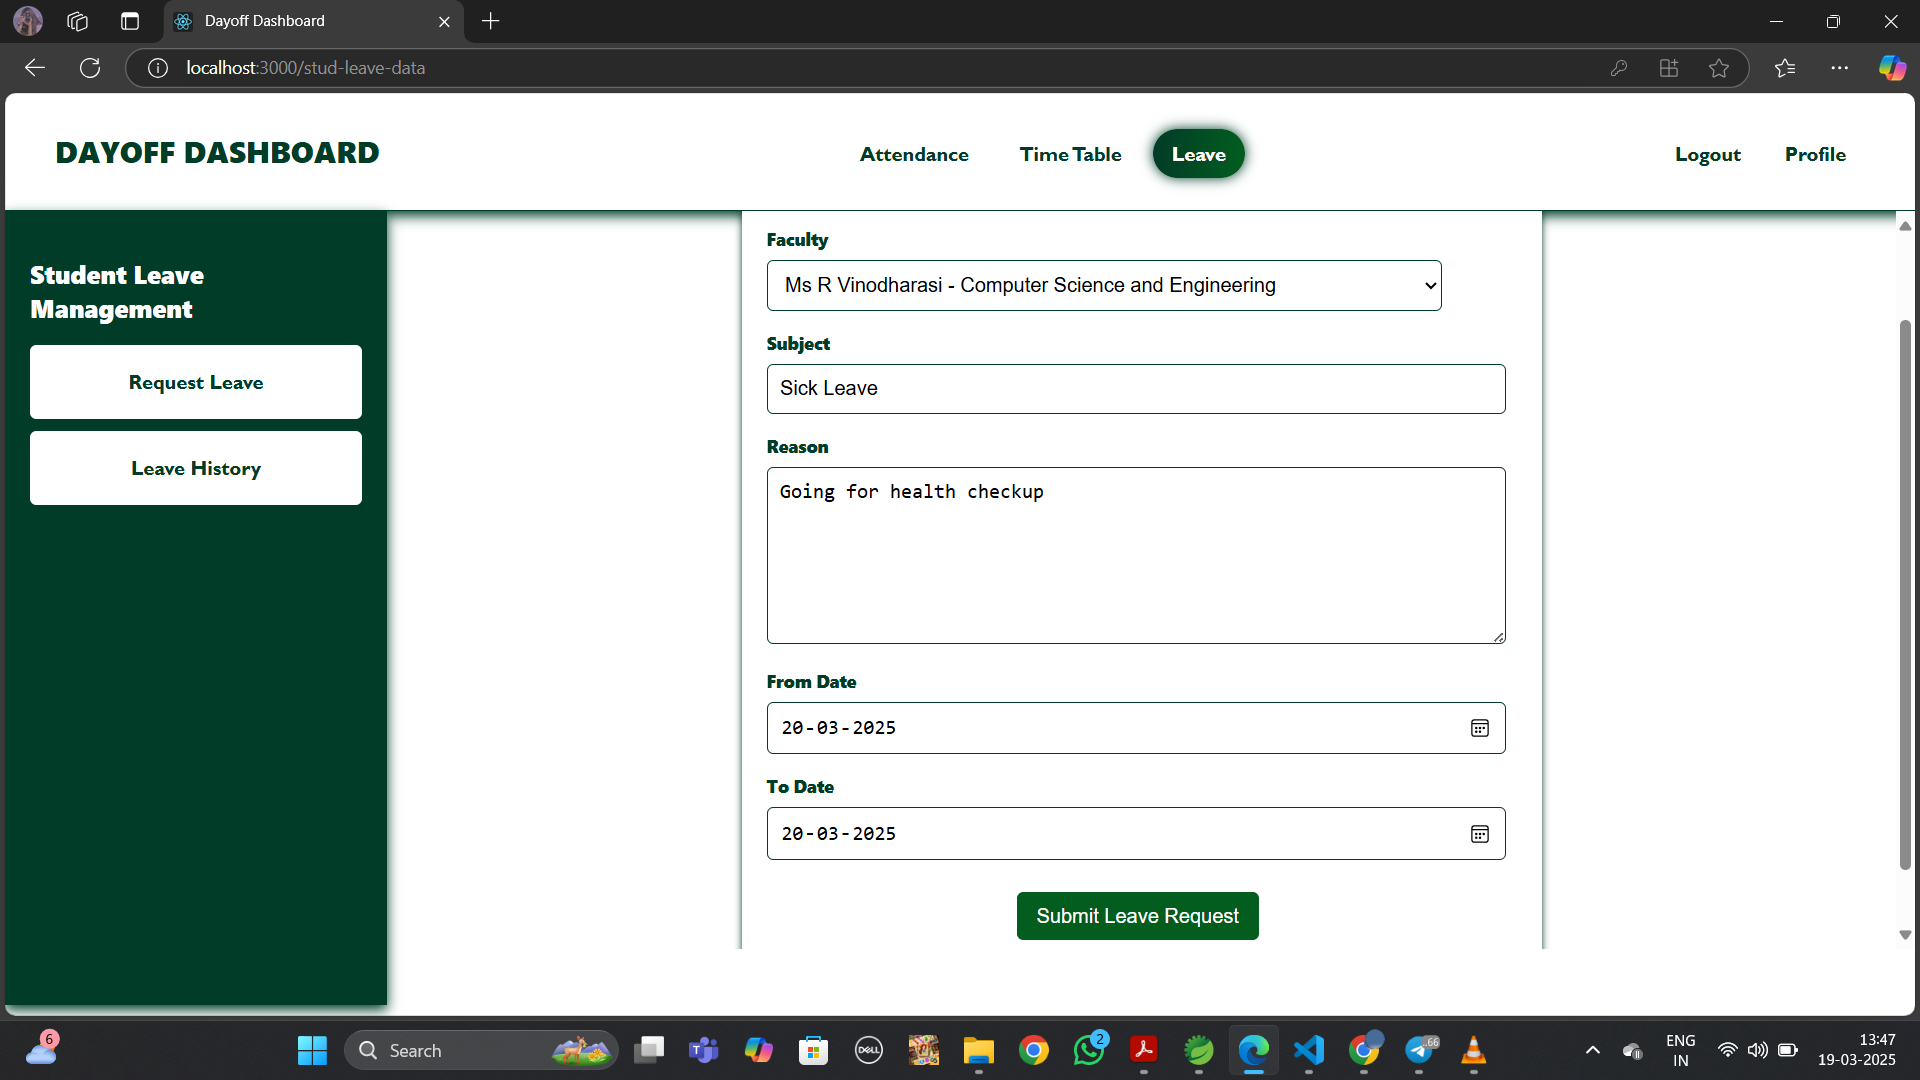 Dayoff Dashboard
localhost:3000/stud-leave-data
DAYOFF DASHBOARD
Attendance
Time Table
Leave
Logout
Profile
Student Leave
Management
Request Leave
Leave History
Faculty
Ms R Vinodharasi - Computer Science and Engineering
Subject
Sick Leave
Reason
Going for health checkup
From Date
20-03-2025
To Date
20-03-2025
Submit Leave Request
6
Search
T
DELL
2
.66
ENG
IN
13:47
19-03-2025